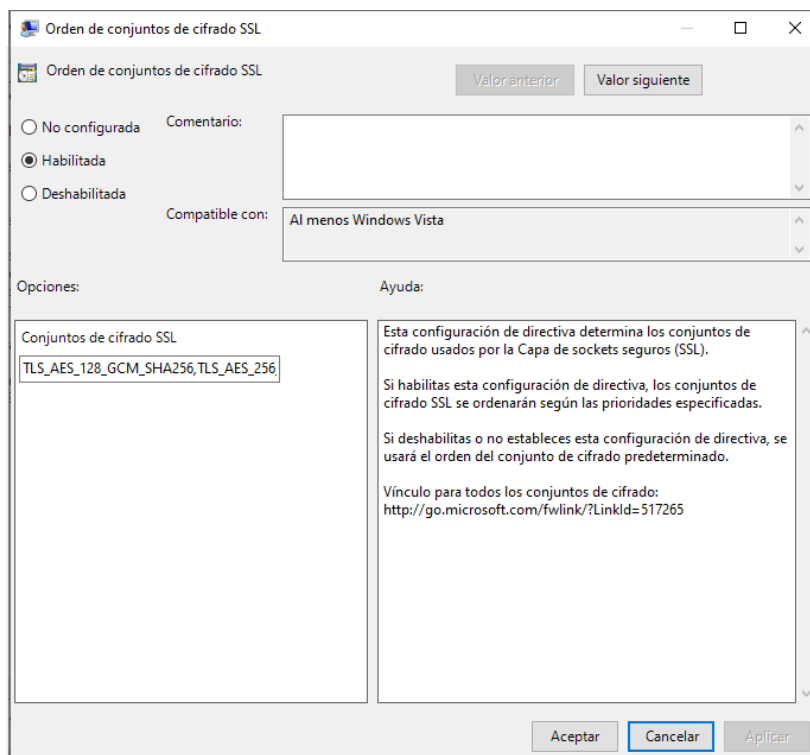 Orden de conjuntos de cifrado SSL
Orden de conjuntos de cifrado SSL
Valor anterior
Valor siguiente
No configurada
Comentario:
Habilitada
Deshabilitada
Compatible con:
Al menos Windows Vista
Opciones:
Ayuda:
Conjuntos de cifrado SSL
TLS_AES_128_GCM_SHA256,TLS_AES_256_
Esta configuración de directiva determina los conjuntos de
cifrado usados por la Capa de sockets seguros (SSL).
Si habilitas esta configuración de directiva, los conjuntos de
cifrado SSL se ordenarán según las prioridades especificadas.
Si deshabilitas o no estableces esta configuración de directiva, se
usará el orden del conjunto de cifrado predeterminado.
Vínculo para todos los conjuntos de cifrado:
http://go.microsoft.com/fwlink/?LinkId=517265
Aceptar
Cancelar
Aplicar